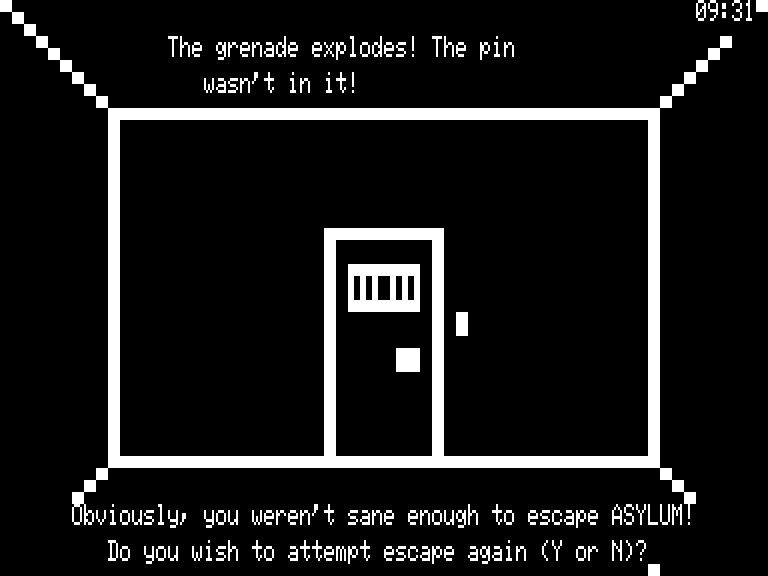 09:31
The grenade explodes! The pin
wasn't in it!
Obviously, you weren't sane enough to escape ASYLUM!
Do you wish to attempt escape again (Y or N)?